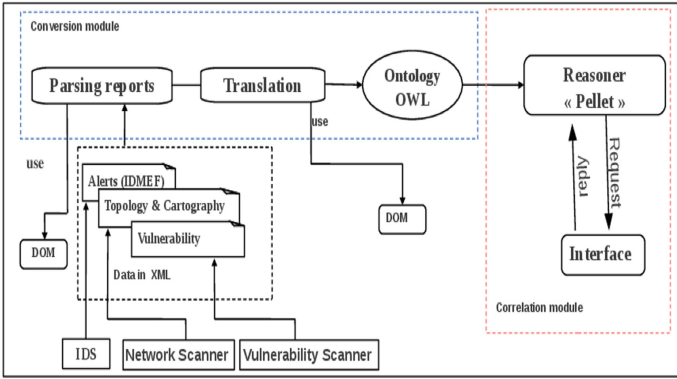 Conversion module
Parsing reports
Translation
Ontology
OWL
Reasoner
« Pellet »
use
use
Request
reply
Alerts (IDMEF)
Topology & Cartography
Vulnerability
DOM
DOM
Interface
Data in XML
Correlation module
IDS
Network Scanner
Vulnerability Scanner